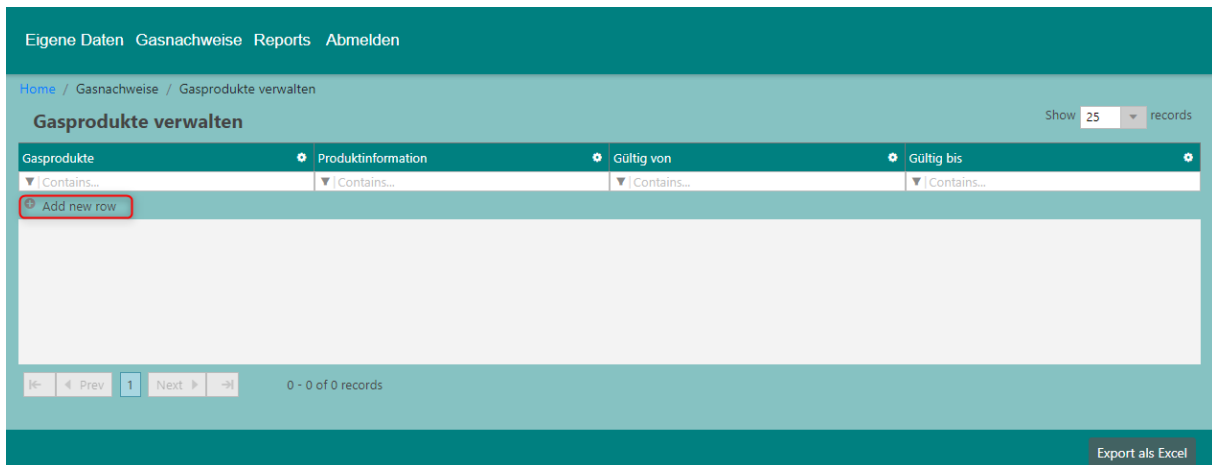 Eigene Daten Gasnachweise Reports Abmelden
Home / Gasnachweise / Gasprodukte verwalten
Gasprodukte verwalten
Show 25 records
Gasprodukte Produktinformation Gültig von Gültig bis
Contains... Contains... Contains... Contains...
Add new row
Prev 1 Next 0 - 0 of 0 records
Export als Excel